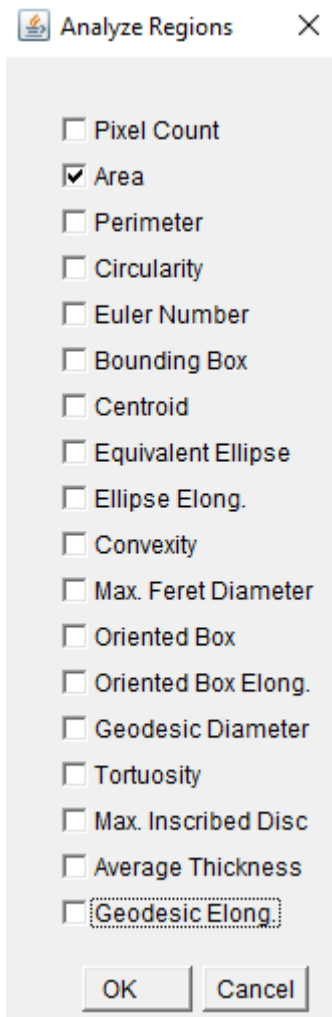 Analyze Regions
Pixel Count
Area
Perimeter
Circularity
Euler Number
Bounding Box
Centroid
Equivalent Ellipse
Ellipse Elong.
Convexity
Max. Feret Diameter
Oriented Box
Oriented Box Elong.
Geodesic Diameter
Tortuosity
Max. Inscribed Disc
Average Thickness
Geodesic Elong.
OK Cancel